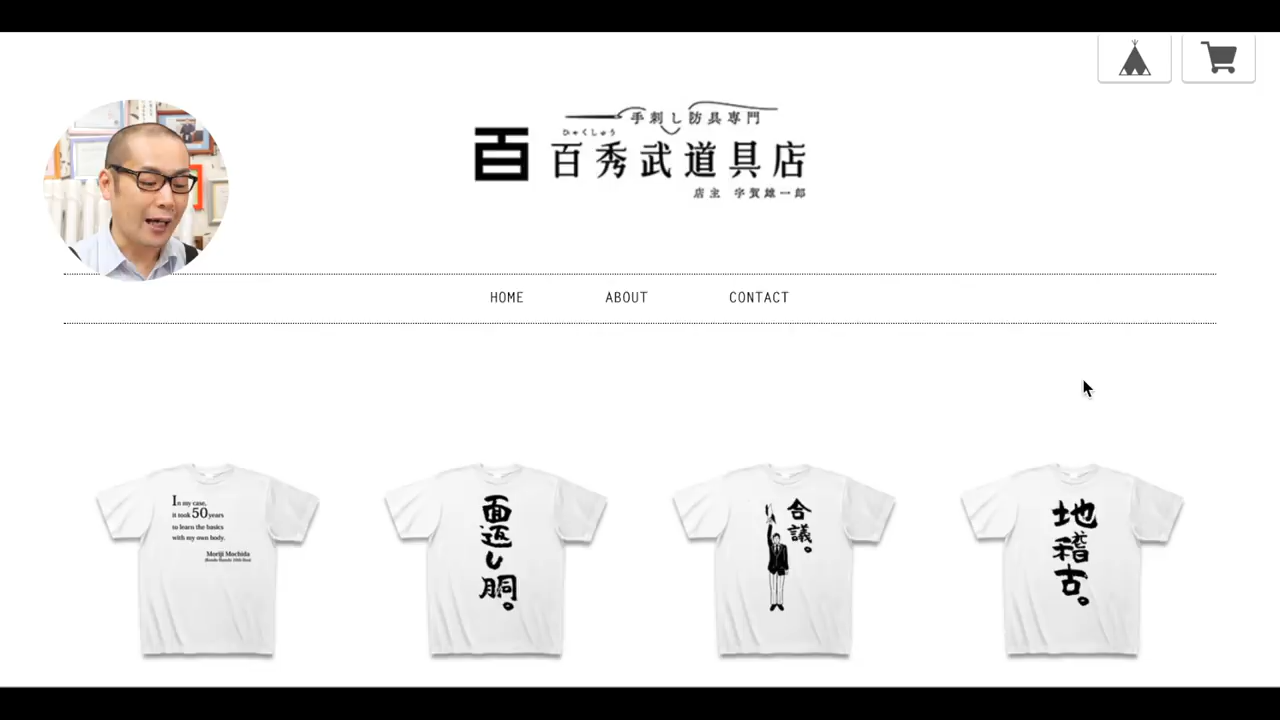 手刺し防具専門
ひゃくしゅう
百 百秀武道具店
店主 宇賀雄一郎
HOME ABOUT CONTACT
In my case,
it took 50 years
to learn the basics
with my own body.
Moriji Mochida
面返し胴。
合議。
地稽古。